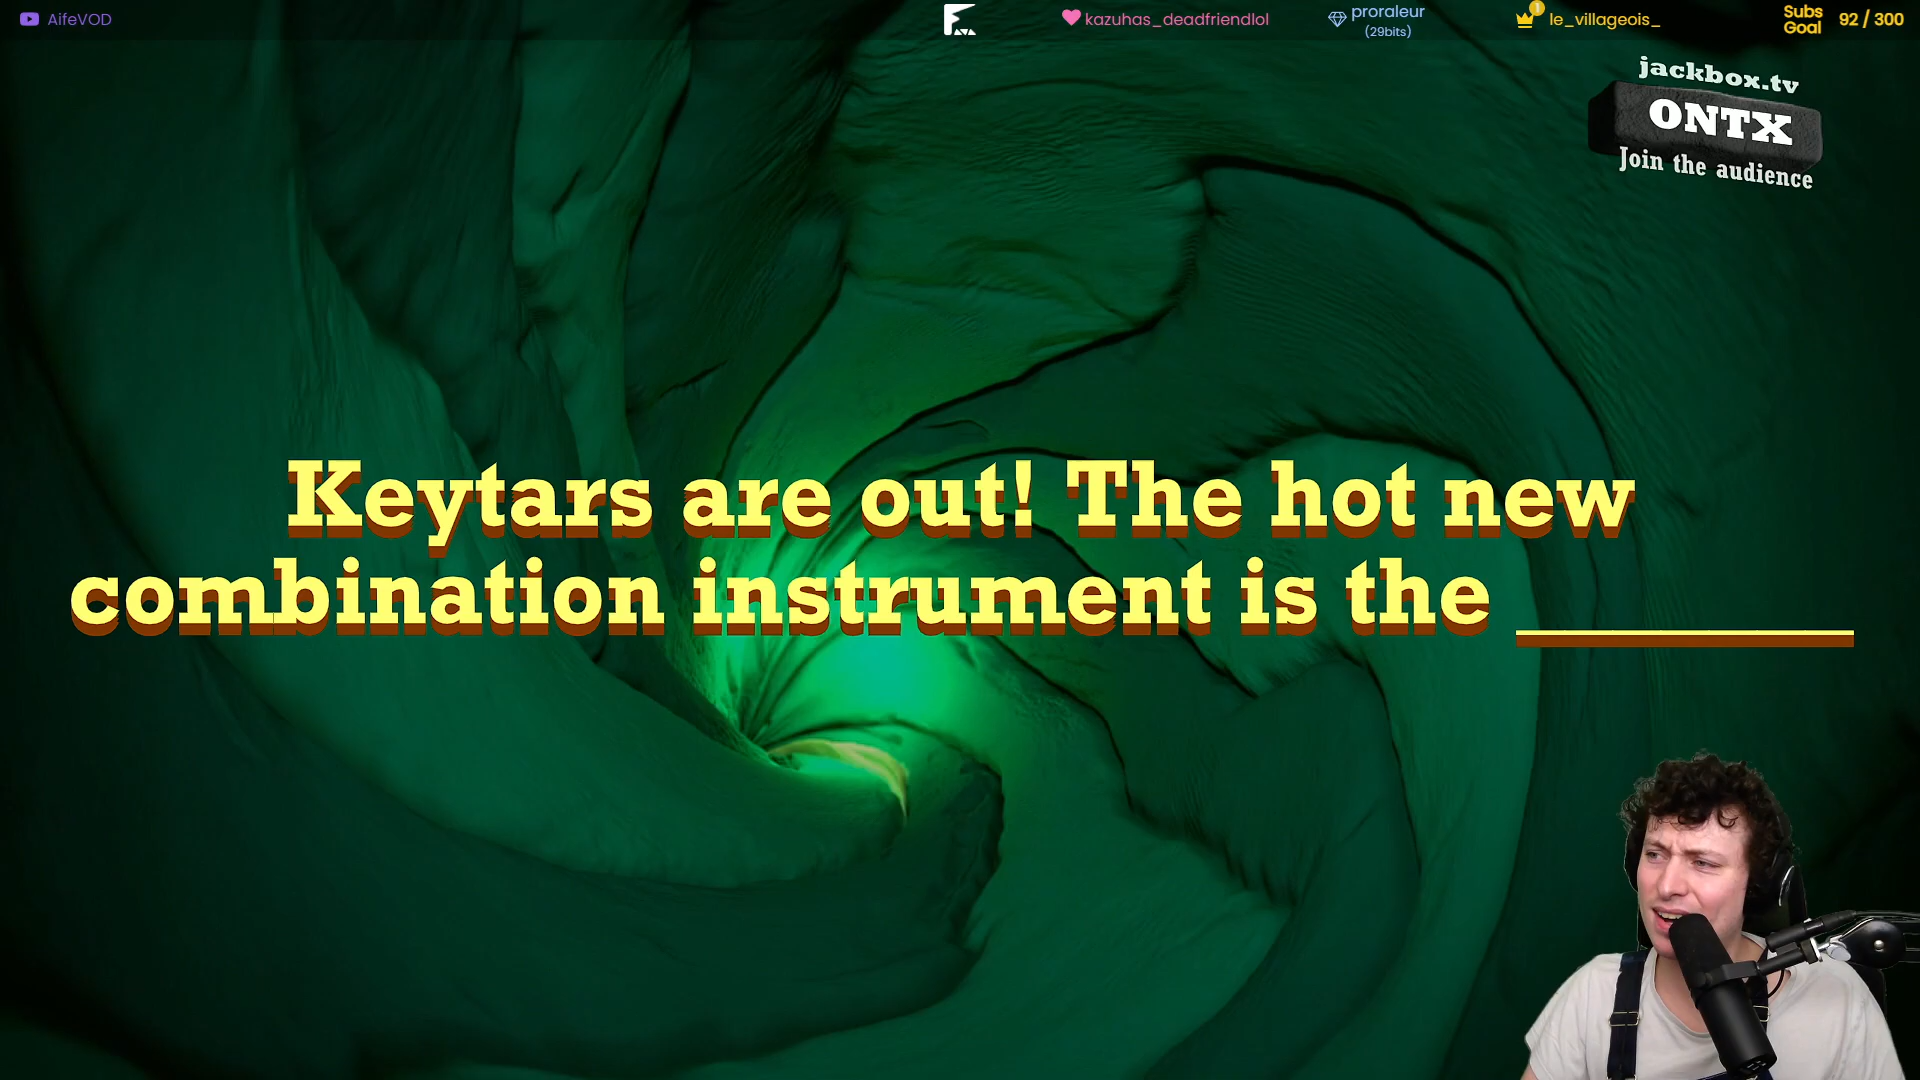 AifeVOD
kazuhas_deadfriendlol
proraleur
(29bits)
1
le_villageois_
Subs
Goal
92 / 300
jackbox.tv
ONTX
Join the audience
Keytars are out! The hot new
combination instrument is the ________